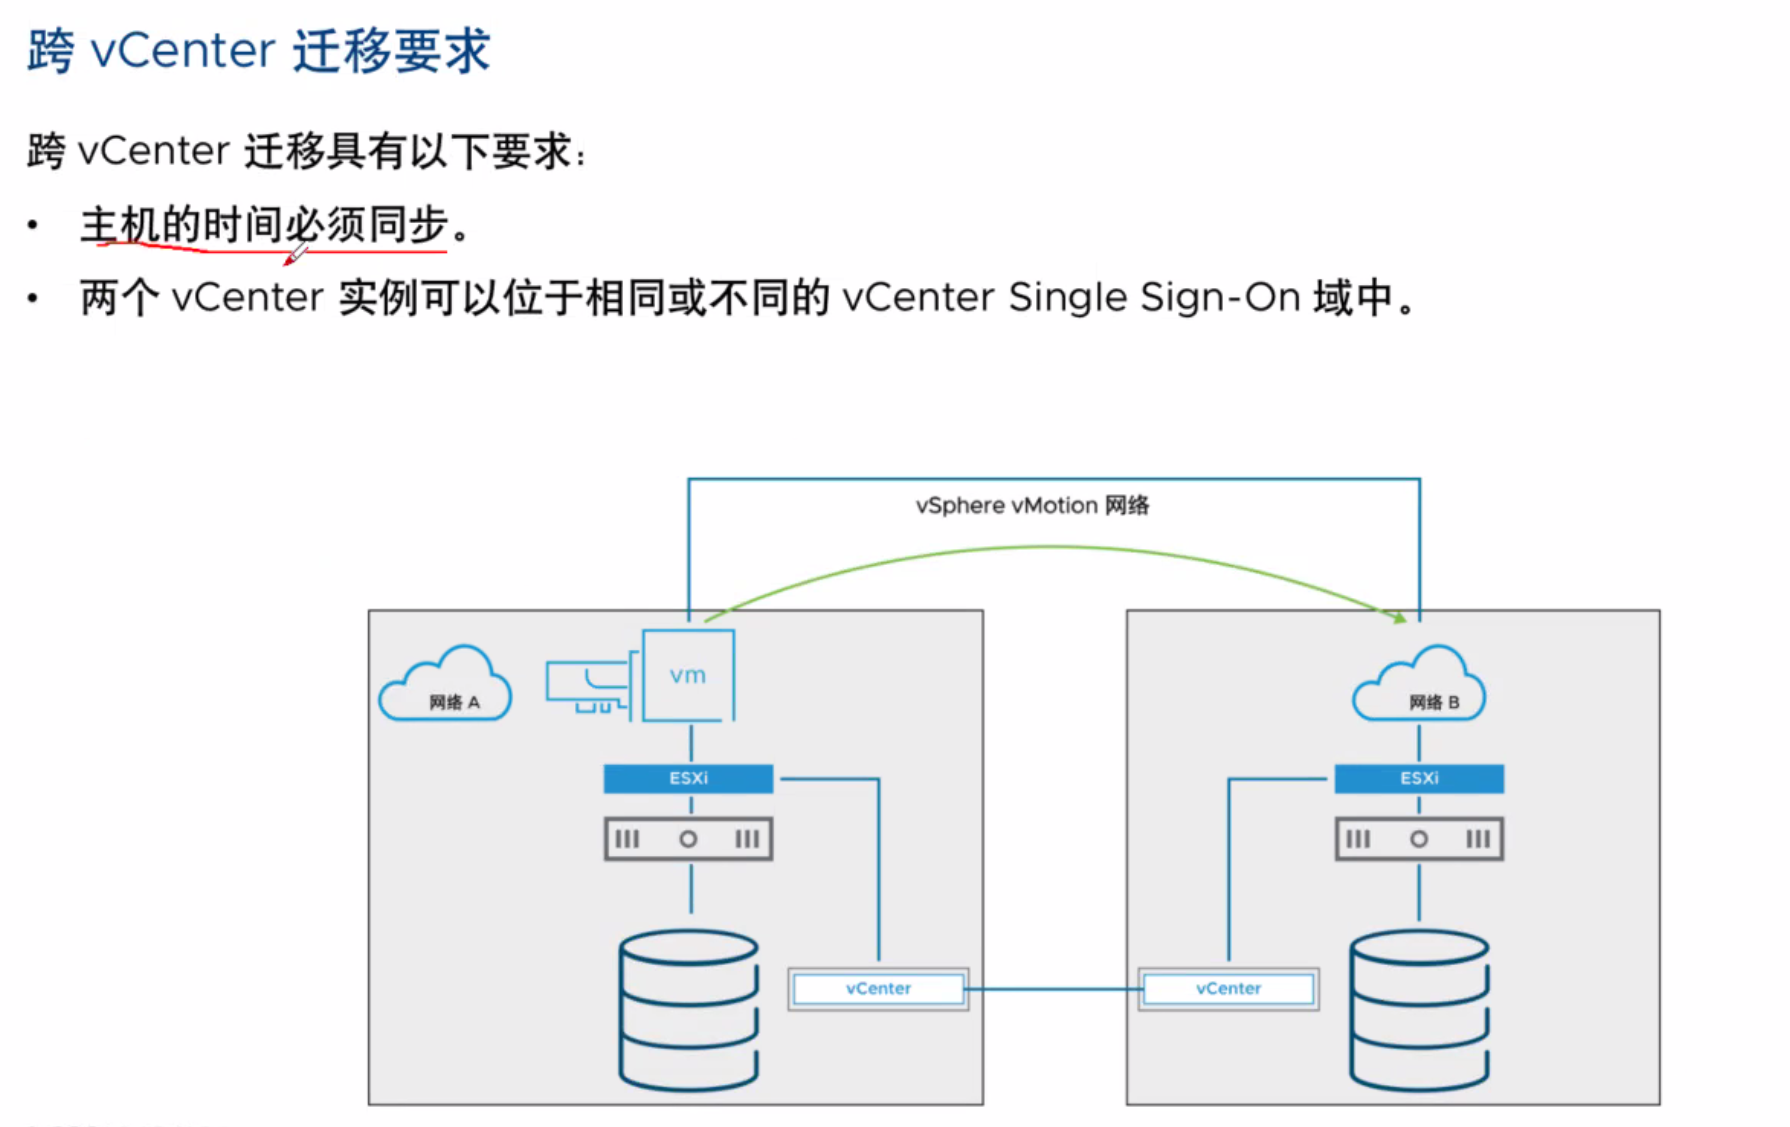 跨 vCenter 迁移要求
跨 vCenter 迁移具有以下要求：
• 主机的时间必须同步。
• 两个 vCenter 实例可以位于相同或不同的 vCenter Single Sign-On 域中。
vSphere vMotion 网络
网络 A
vm
网络 B
ESXi
ESXi
vCenter
vCenter